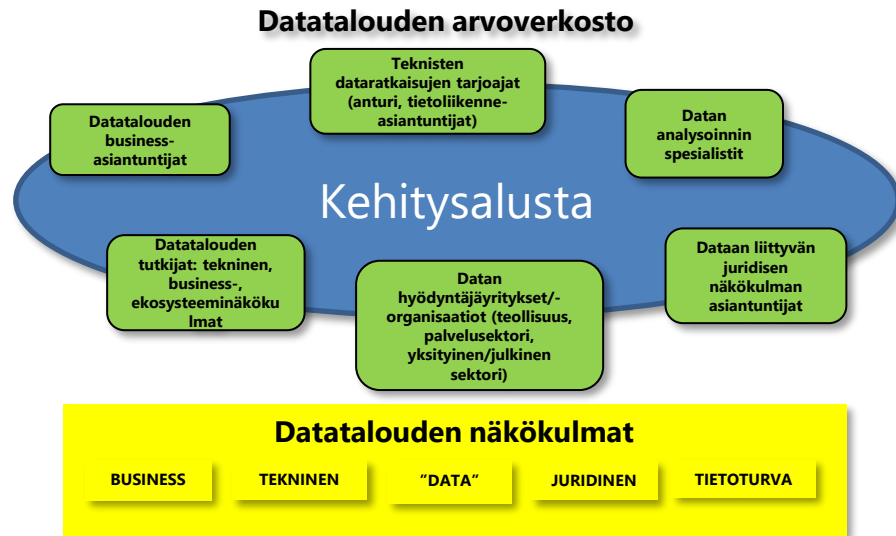 Datatalouden arvoverkosto
Teknisten
dataratkaisujen tarjoajat
(anturi, tietoliikenne-
asiantuntijat)
Datatalouden
business-
asiantuntijat
Datan
analysoinnin
spesialistit
Kehitysalusta
Datatalouden
tutkijat: tekninen,
business-,
ekosysteeminäköku
lmat
Datan
hyödyntäjäyritykset/-
organisaatiot (teollisuus,
palvelusektori,
yksityinen/julkinen
sektori)
Dataan liittyvän
juridisen
näkökulman
asiantuntijat
Datatalouden näkökulmat
BUSINESS
TEKNINEN
”DATA”
JURIDINEN
TIETOTURVA